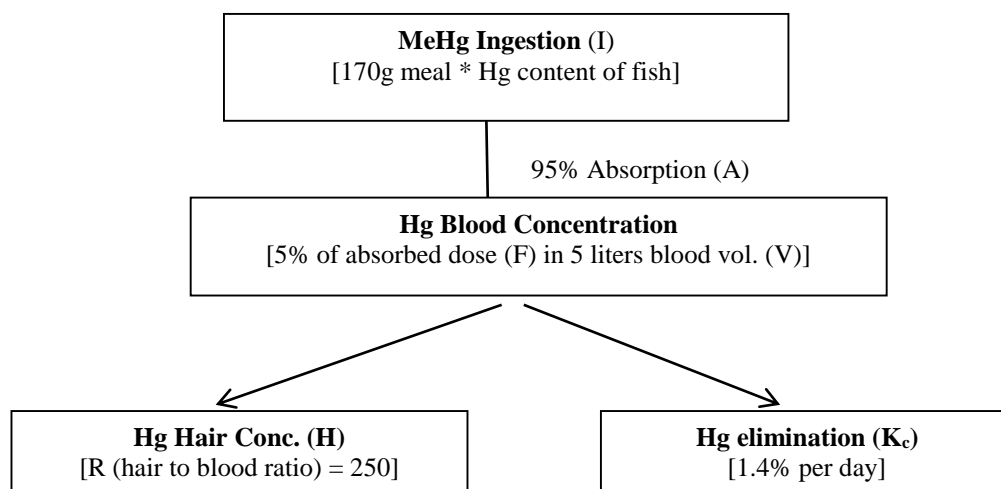 MeHg Ingestion (I)
[170g meal * Hg content of fish]
95% Absorption (A)
Hg Blood Concentration
[5% of absorbed dose (F) in 5 liters blood vol. (V)]
Hg Hair Conc. (H)
[R (hair to blood ratio) = 250]
Hg elimination (Kc)
[1.4% per day]